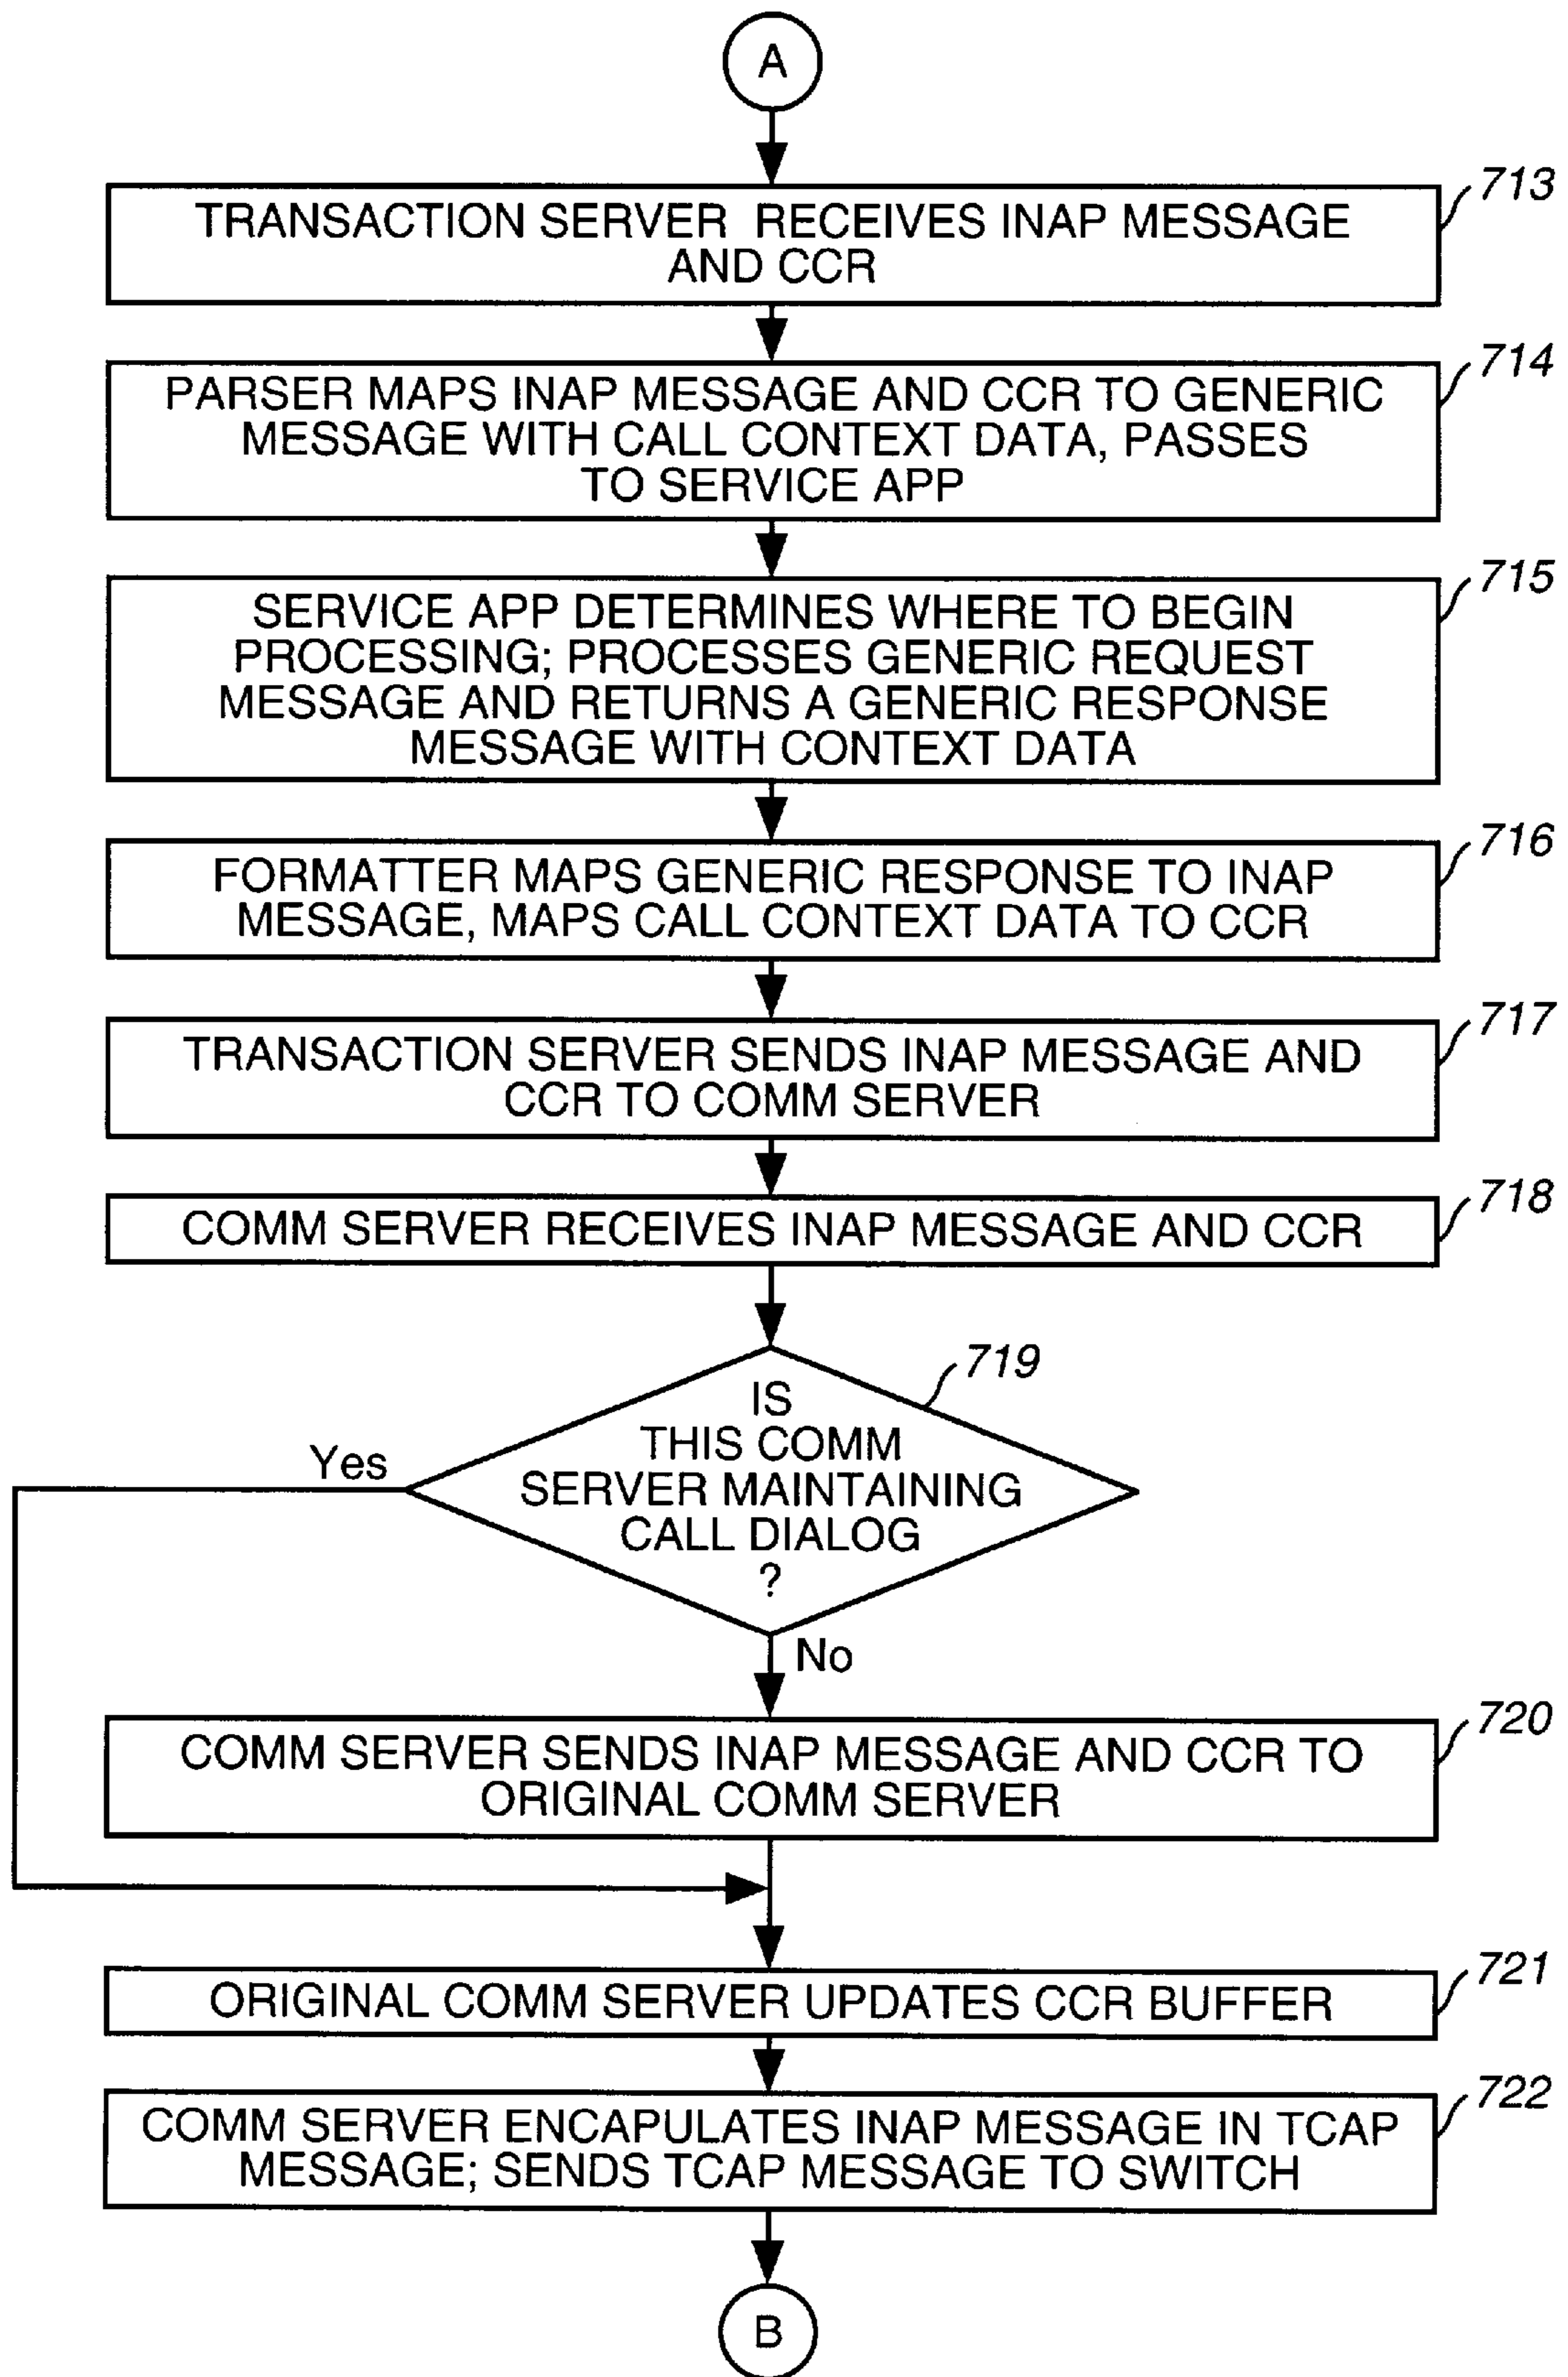 A
713
TRANSACTION SERVER RECEIVES INAP MESSAGE
AND CCR
714
PARSER MAPS INAP MESSAGE AND CCR TO GENERIC
MESSAGE WITH CALL CONTEXT DATA, PASSES
TO SERVICE APP
715
SERVICE APP DETERMINES WHERE TO BEGIN
PROCESSING; PROCESSES GENERIC REQUEST
MESSAGE AND RETURNS A GENERIC RESPONSE
MESSAGE WITH CONTEXT DATA
716
FORMATTER MAPS GENERIC RESPONSE TO INAP
MESSAGE, MAPS CALL CONTEXT DATA TO CCR
717
TRANSACTION SERVER SENDS INAP MESSAGE AND
CCR TO COMM SERVER
718
COMM SERVER RECEIVES INAP MESSAGE AND CCR
719
IS
THIS COMM
SERVER MAINTAINING
CALL DIALOG
?
Yes
No
720
COMM SERVER SENDS INAP MESSAGE AND CCR TO
ORIGINAL COMM SERVER
721
ORIGINAL COMM SERVER UPDATES CCR BUFFER
722
COMM SERVER ENCAPULATES INAP MESSAGE IN TCAP
MESSAGE; SENDS TCAP MESSAGE TO SWITCH
B